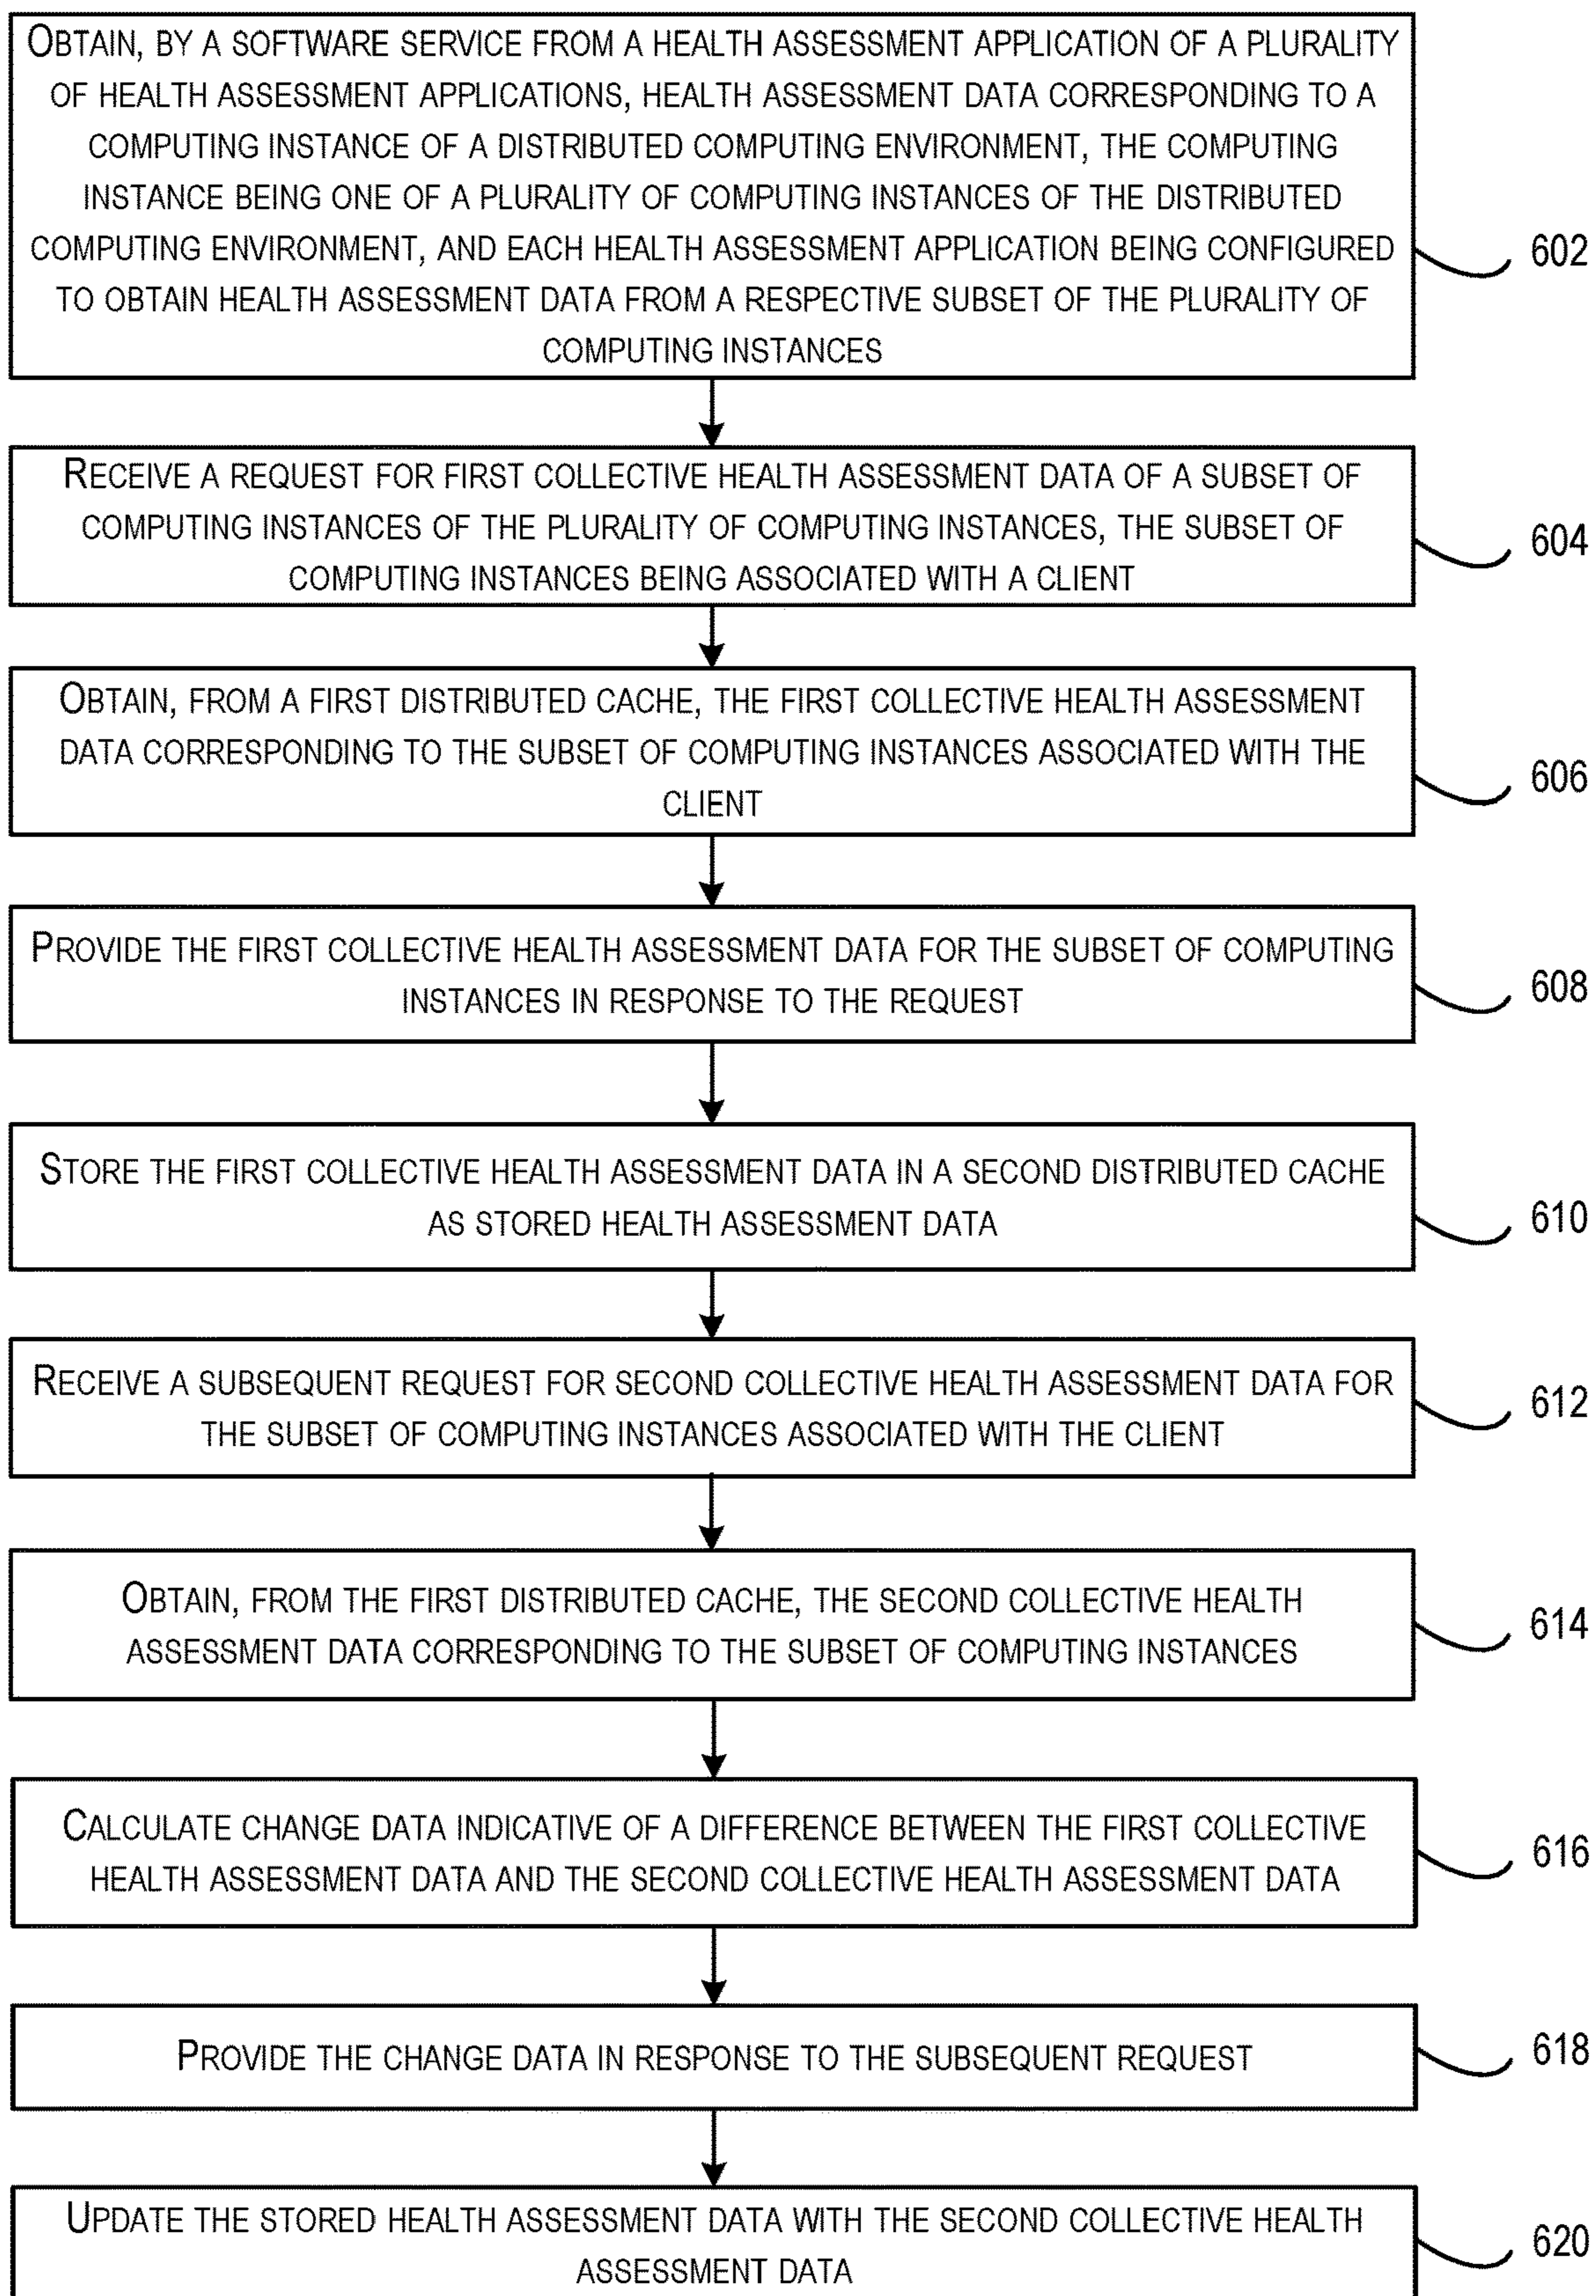 OBTAIN, BY A SOFTWARE SERVICE FROM A HEALTH ASSESSMENT APPLICATION OF A PLURALITY
OF HEALTH ASSESSMENT APPLICATIONS, HEALTH ASSESSMENT DATA CORRESPONDING TO A
COMPUTING INSTANCE OF A DISTRIBUTED COMPUTING ENVIRONMENT, THE COMPUTING
INSTANCE BEING ONE OF A PLURALITY OF COMPUTING INSTANCES OF THE DISTRIBUTED
COMPUTING ENVIRONMENT, AND EACH HEALTH ASSESSMENT APPLICATION BEING CONFIGURED
TO OBTAIN HEALTH ASSESSMENT DATA FROM A RESPECTIVE SUBSET OF THE PLURALITY OF
COMPUTING INSTANCES
602
RECEIVE A REQUEST FOR FIRST COLLECTIVE HEALTH ASSESSMENT DATA OF A SUBSET OF
COMPUTING INSTANCES OF THE PLURALITY OF COMPUTING INSTANCES, THE SUBSET OF
COMPUTING INSTANCES BEING ASSOCIATED WITH A CLIENT
604
OBTAIN, FROM A FIRST DISTRIBUTED CACHE, THE FIRST COLLECTIVE HEALTH ASSESSMENT
DATA CORRESPONDING TO THE SUBSET OF COMPUTING INSTANCES ASSOCIATED WITH THE
CLIENT
606
PROVIDE THE FIRST COLLECTIVE HEALTH ASSESSMENT DATA FOR THE SUBSET OF COMPUTING
INSTANCES IN RESPONSE TO THE REQUEST
608
STORE THE FIRST COLLECTIVE HEALTH ASSESSMENT DATA IN A SECOND DISTRIBUTED CACHE
AS STORED HEALTH ASSESSMENT DATA
610
RECEIVE A SUBSEQUENT REQUEST FOR SECOND COLLECTIVE HEALTH ASSESSMENT DATA FOR
THE SUBSET OF COMPUTING INSTANCES ASSOCIATED WITH THE CLIENT
612
OBTAIN, FROM THE FIRST DISTRIBUTED CACHE, THE SECOND COLLECTIVE HEALTH
ASSESSMENT DATA CORRESPONDING TO THE SUBSET OF COMPUTING INSTANCES
614
CALCULATE CHANGE DATA INDICATIVE OF A DIFFERENCE BETWEEN THE FIRST COLLECTIVE
HEALTH ASSESSMENT DATA AND THE SECOND COLLECTIVE HEALTH ASSESSMENT DATA
616
PROVIDE THE CHANGE DATA IN RESPONSE TO THE SUBSEQUENT REQUEST
618
UPDATE THE STORED HEALTH ASSESSMENT DATA WITH THE SECOND COLLECTIVE HEALTH
ASSESSMENT DATA
620